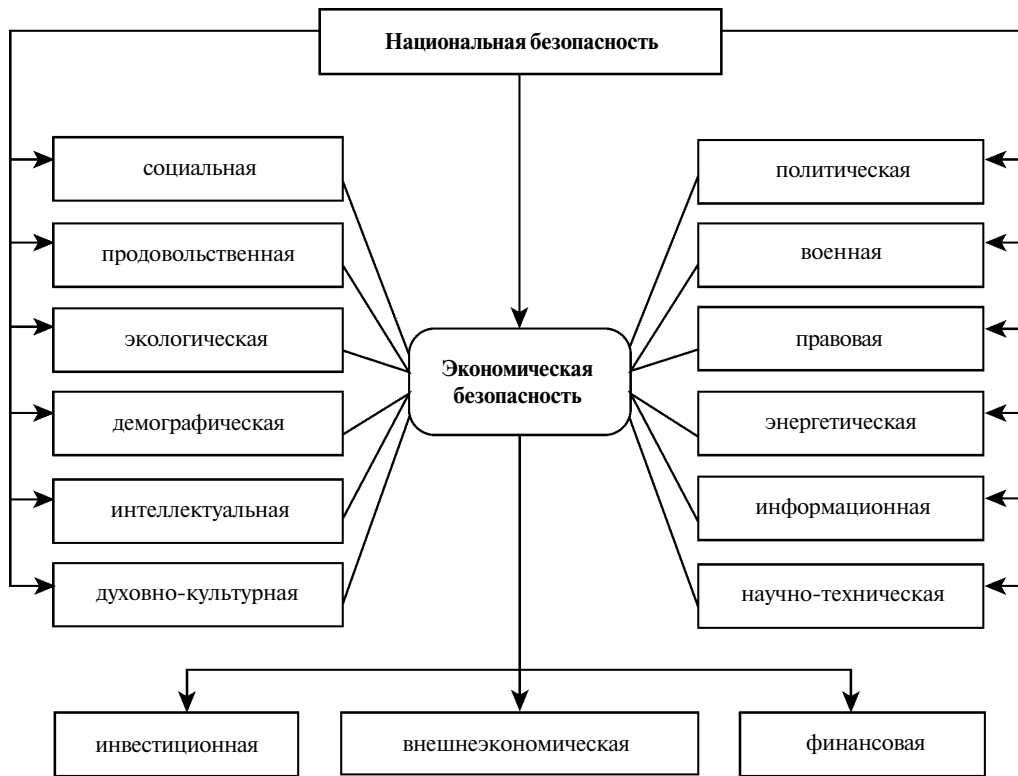 Национальная безопасность
социальная
политическая
продовольственная
военная
экологическая
правовая
Экономическая
безопасность
демографическая
энергетическая
интеллектуальная
информационная
духовно-культурная
научно-техническая
инвестиционная
внешнеэкономическая
финансовая